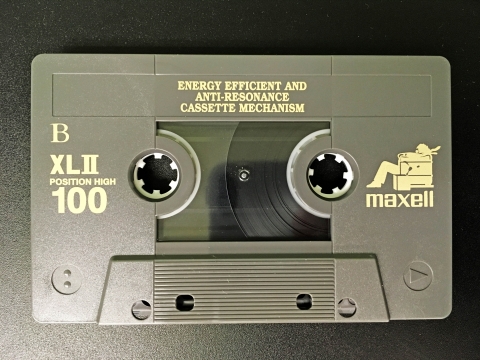 ENERGY EFFICIENT AND
ANTI-RESONANCE
CASSETTE MECHANISM
B
XLII
POSITION HIGH
100
maxell